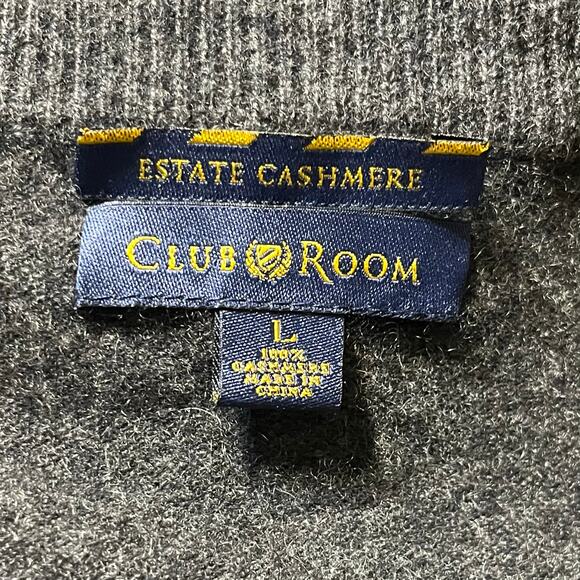 ESTATE CASHMERE
CLUB ROOM
L
100%
CASHMERE
MADE IN
CHINA